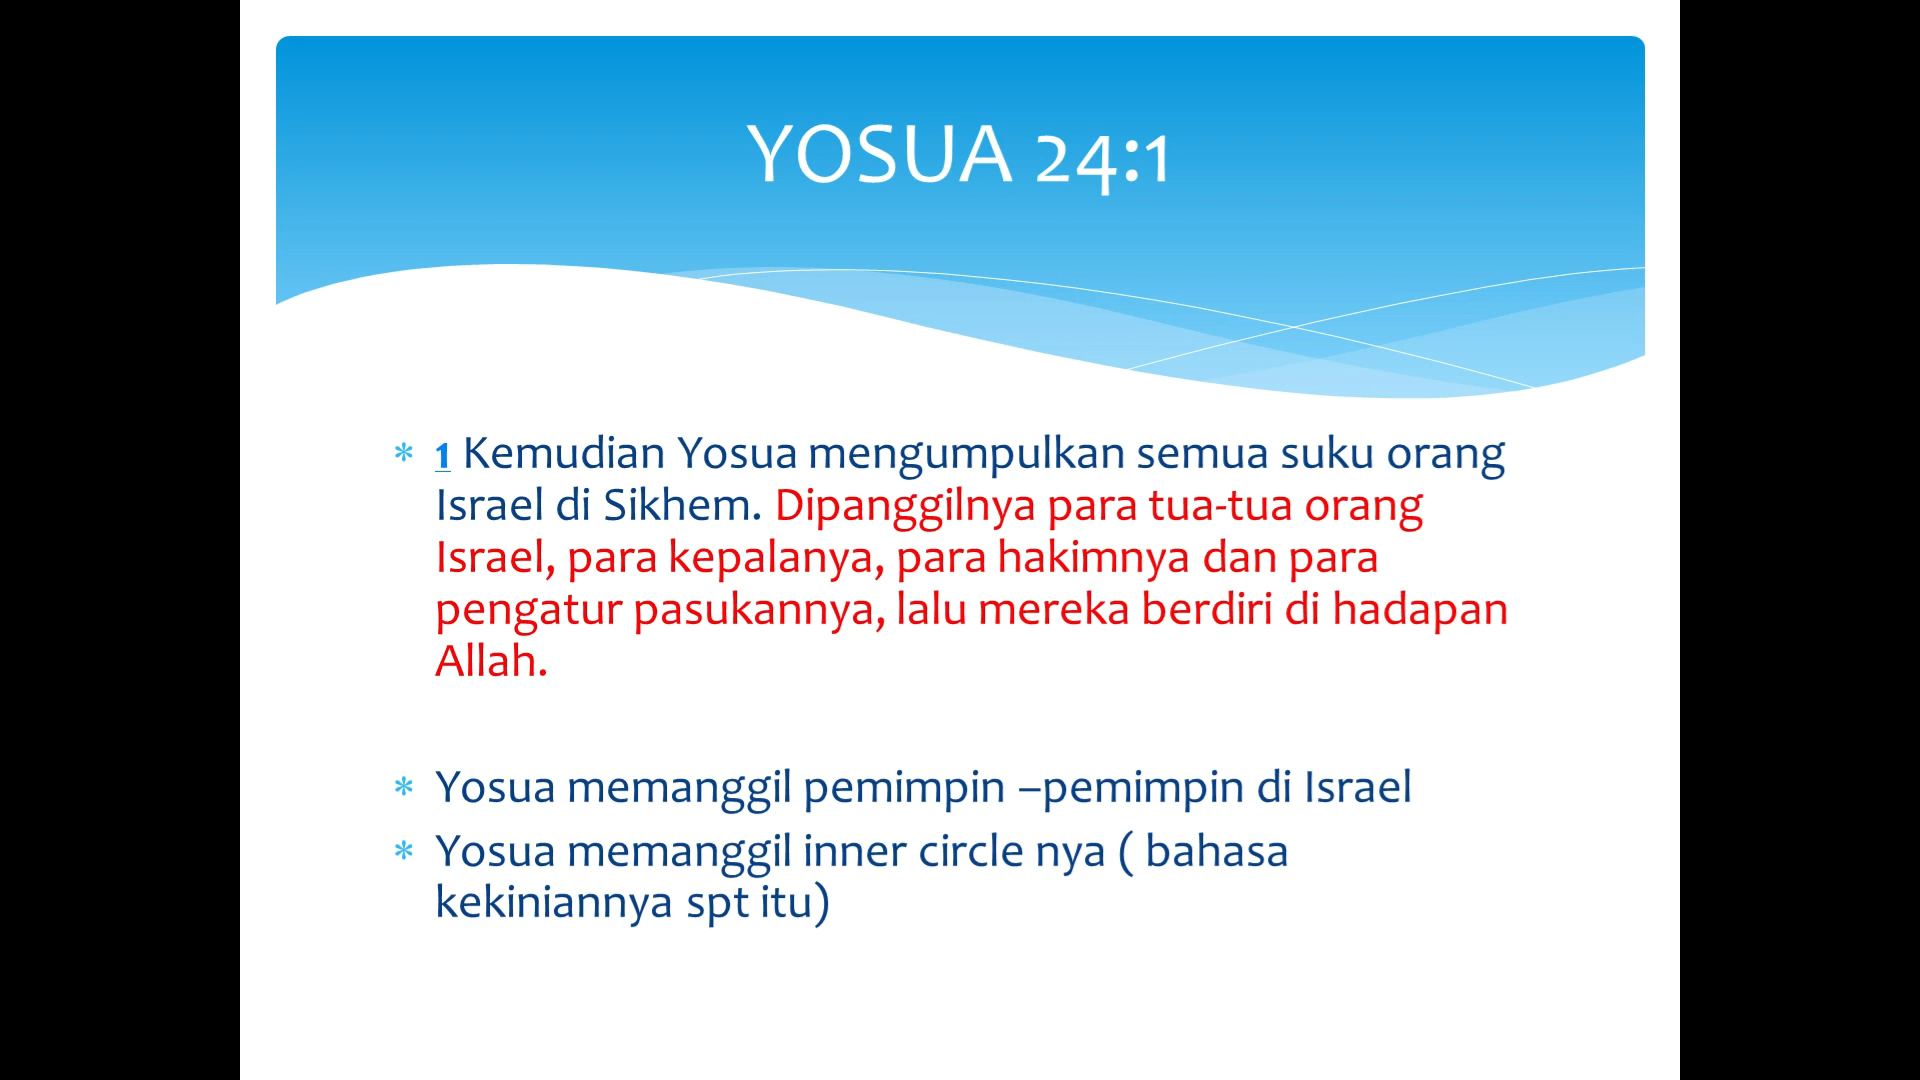 YOSUA 24:1
* 1 Kemudian Yosua mengumpulkan semua suku orang
Israel di Sikhem. Dipanggilnya para tua-tua orang
Israel, para kepalanya, para hakimnya dan para
pengatur pasukannya, lalu mereka berdiri di hadapan
Allah.
* Yosua memanggil pemimpin –pemimpin di Israel
* Yosua memanggil inner circle nya ( bahasa
kekiniannya spt itu)